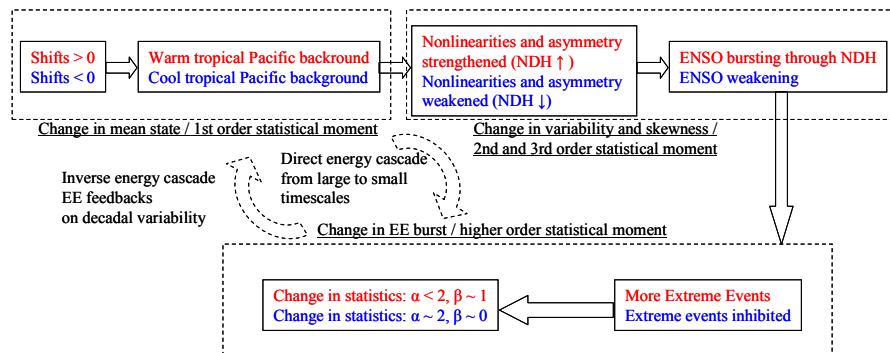 Shifts > 0
Shifts < 0
Warm tropical Pacific backround
Cool tropical Pacific background
Nonlinearities and asymmetry
strengthened (NDH ↑ )
Nonlinearities and asymmetry
weakened (NDH ↓)
ENSO bursting through NDH
ENSO weakening
Change in mean state / 1st order statistical moment
Change in variability and skewness /
2nd and 3rd order statistical moment
Direct energy cascade
from large to small
timescales
Inverse energy cascade
EE feedbacks
on decadal variability
Change in EE burst / higher order statistical moment
Change in statistics: α < 2, β ~ 1
Change in statistics: α ~ 2, β ~ 0
More Extreme Events
Extreme events inhibited